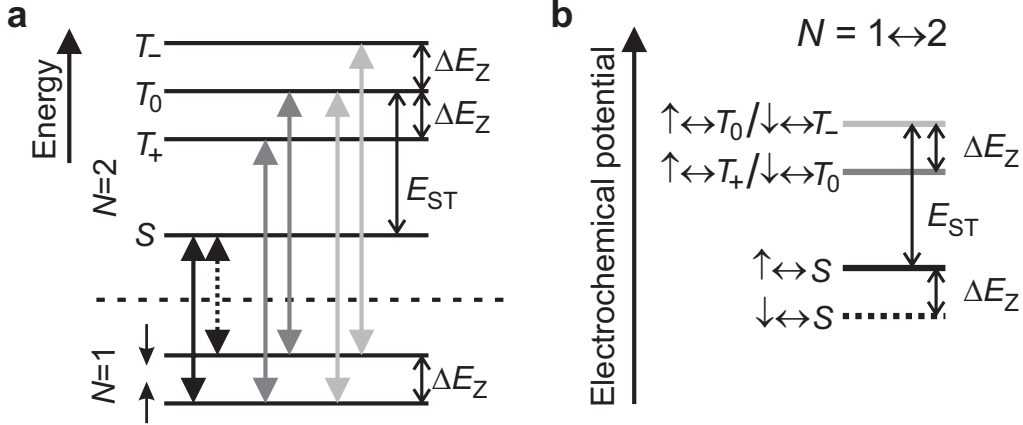 a
Energy
T₋
T₀
T₊
S
ΔE_Z
ΔE_Z
E_ST
N=2
N=1
↓
↑
ΔE_Z
b
N = 1↔2
Electrochemical potential
↑↔T₀/↓↔T₋
↑↔T₊/↓↔T₀
ΔE_Z
E_ST
↑↔S
↓↔S
ΔE_Z